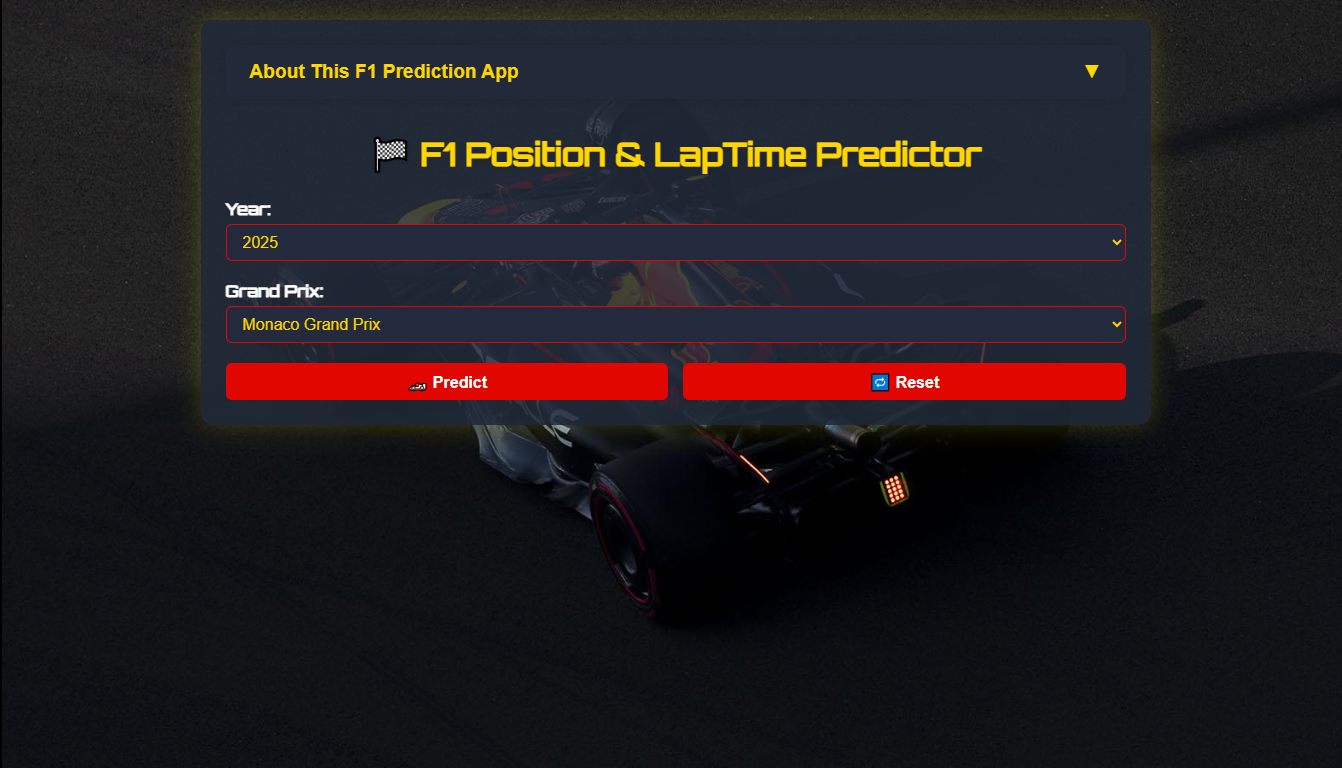 About This F1 Prediction App ▼
🏁 F1 Position & LapTime Predictor
Year:
2025
Grand Prix:
Monaco Grand Prix
🏎️ Predict
🔁 Reset